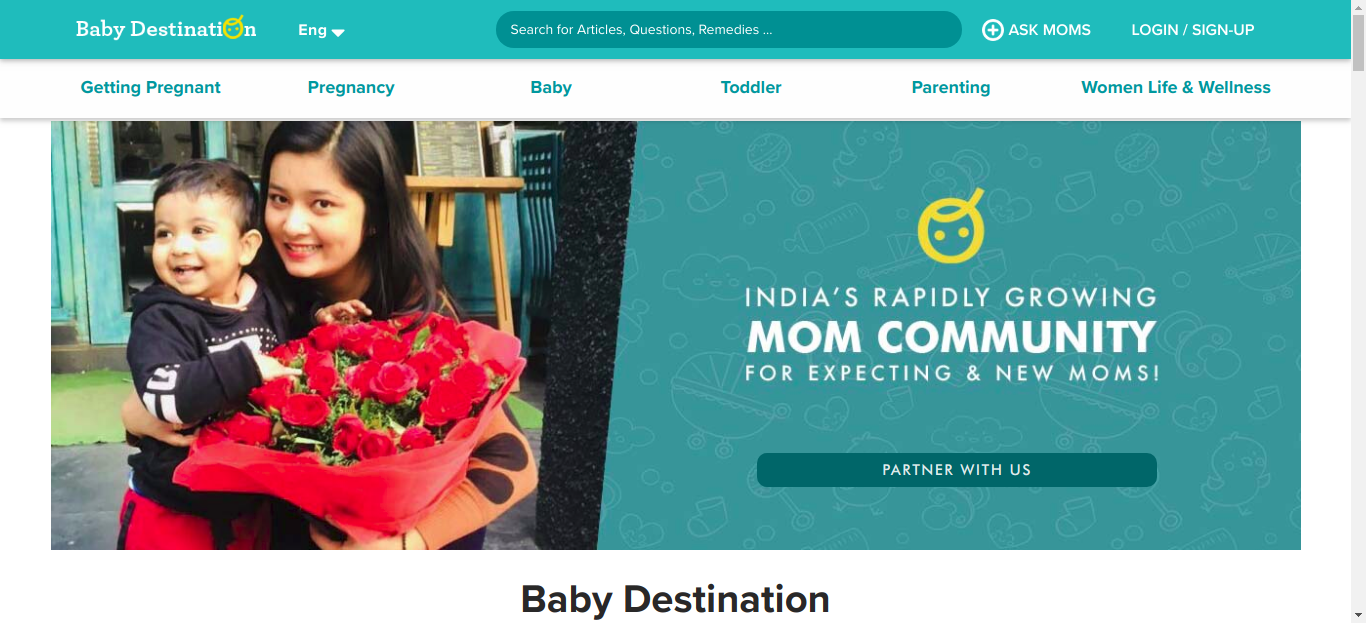 Baby Destination
Eng
Search for Articles, Questions, Remedies ...
ASK MOMS
LOGIN / SIGN-UP
Getting Pregnant
Pregnancy
Baby
Toddler
Parenting
Women Life & Wellness
INDIA'S RAPIDLY GROWING
MOM COMMUNITY
FOR EXPECTING & NEW MOMS!
PARTNER WITH US
Baby Destination